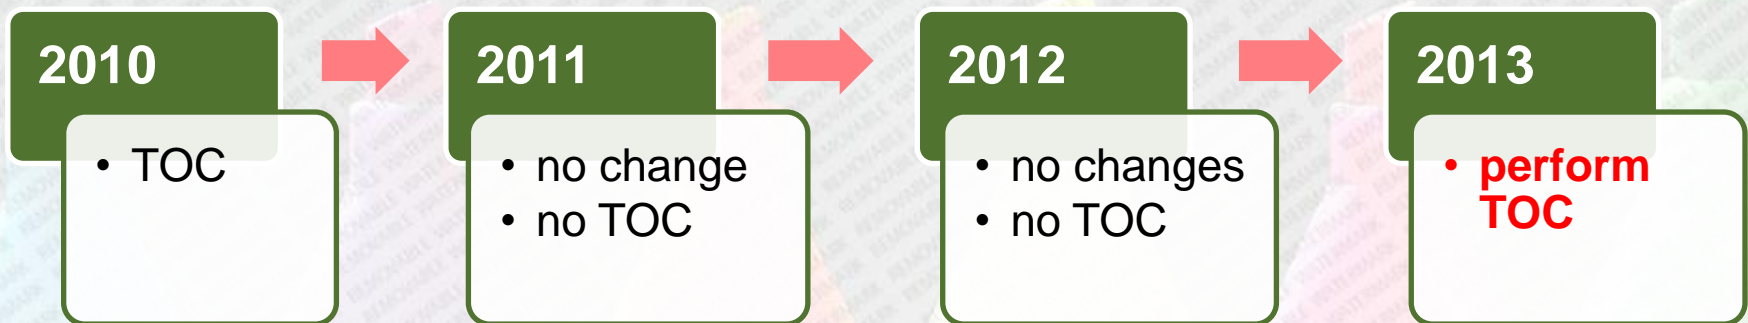 2010
• TOC
2011
• no change
• no TOC
2012
• no changes
• no TOC
2013
• perform
TOC